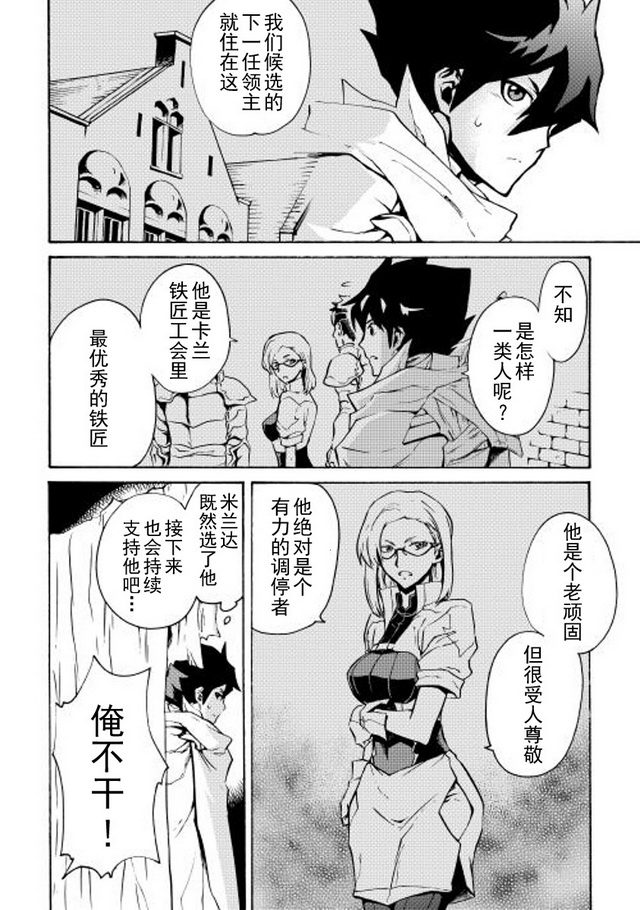 我们候选的
下一任领主
就住在这
不知
是怎样
一类人呢？
他是卡兰
铁匠工会里
最优秀的铁匠
他是个老顽固
但很受人尊敬
他绝对是个
有力的调停者
米兰达
既然选了他
接下来
也会持续
支持他吧…
俺不干！